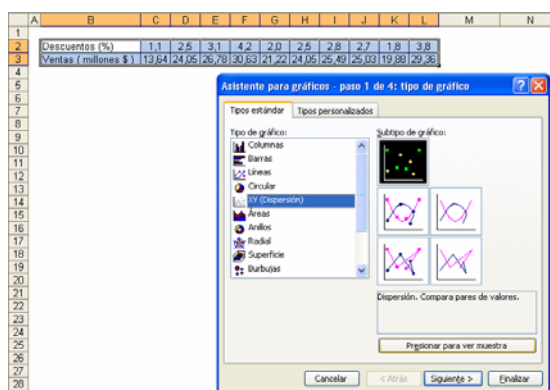 A B C D E F G H I J K L M N
1
2 Descuentos (%) 1,1 2,5 3,1 4,2 2,0 2,5 2,8 2,7 1,8 3,8
3 Ventas ( millones $ ) 13,64 24,05 26,78 30,63 21,22 24,05 25,49 25,03 19,88 29,36
4
5
6
7
8
9
10
11
12
13
14
15
16
17
18
19
20
21
22
23
24
25
26
27
28
Asistente para gráficos - paso 1 de 4: tipo de gráfico
Tipos estándar Tipos personalizados
Tipo de gráfico: Subtipo de gráfico:
Columnas
Barras
Líneas
Circular
XY (Dispersión)
Áreas
Anillos
Radial
Superficie
Burbujas
Dispersión. Compara pares de valores.
Presionar para ver muestra
Cancelar < Atrás Siguiente > Finalizar